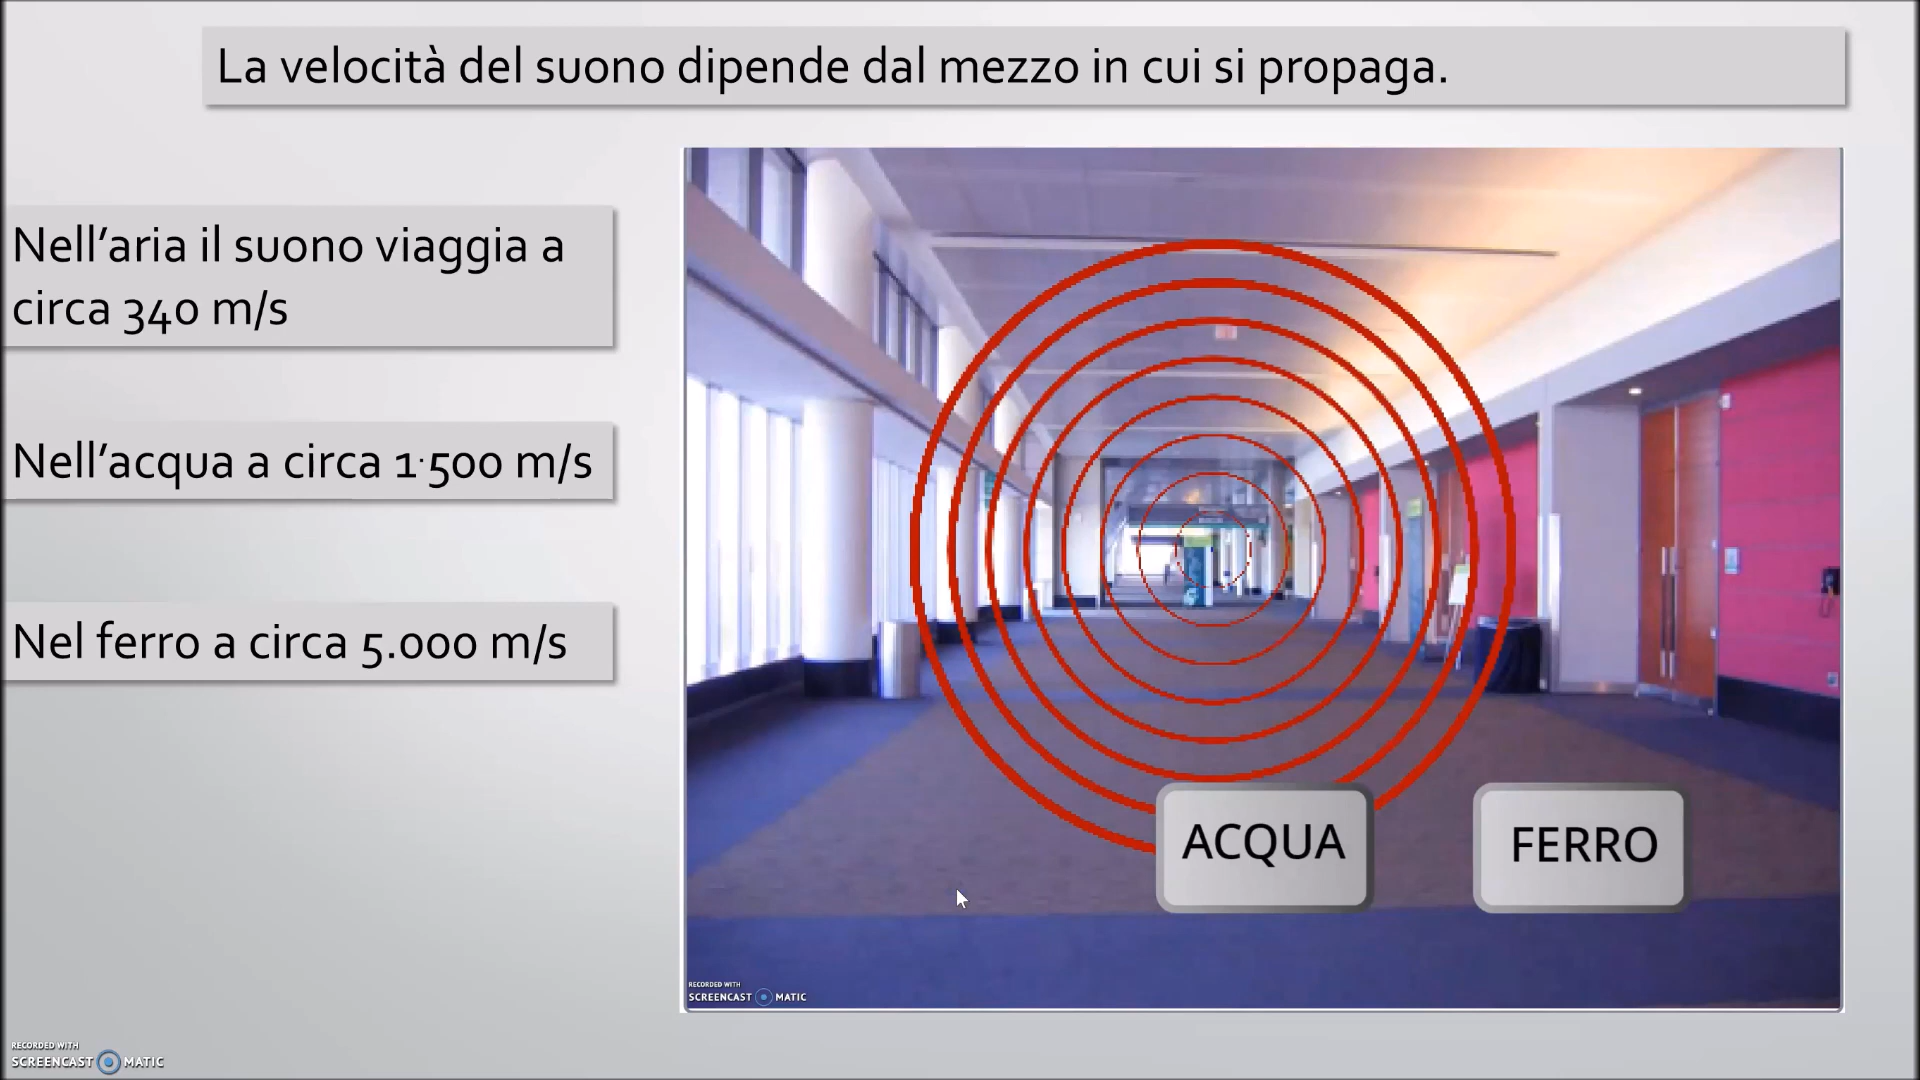 La velocità del suono dipende dal mezzo in cui si propaga.
Nell’aria il suono viaggia a
circa 340 m/s
Nell’acqua a circa 1.500 m/s
Nel ferro a circa 5.000 m/s
ACQUA
FERRO
RECORDED WITH
SCREENCAST MATIC
RECORDED WITH
SCREENCAST MATIC